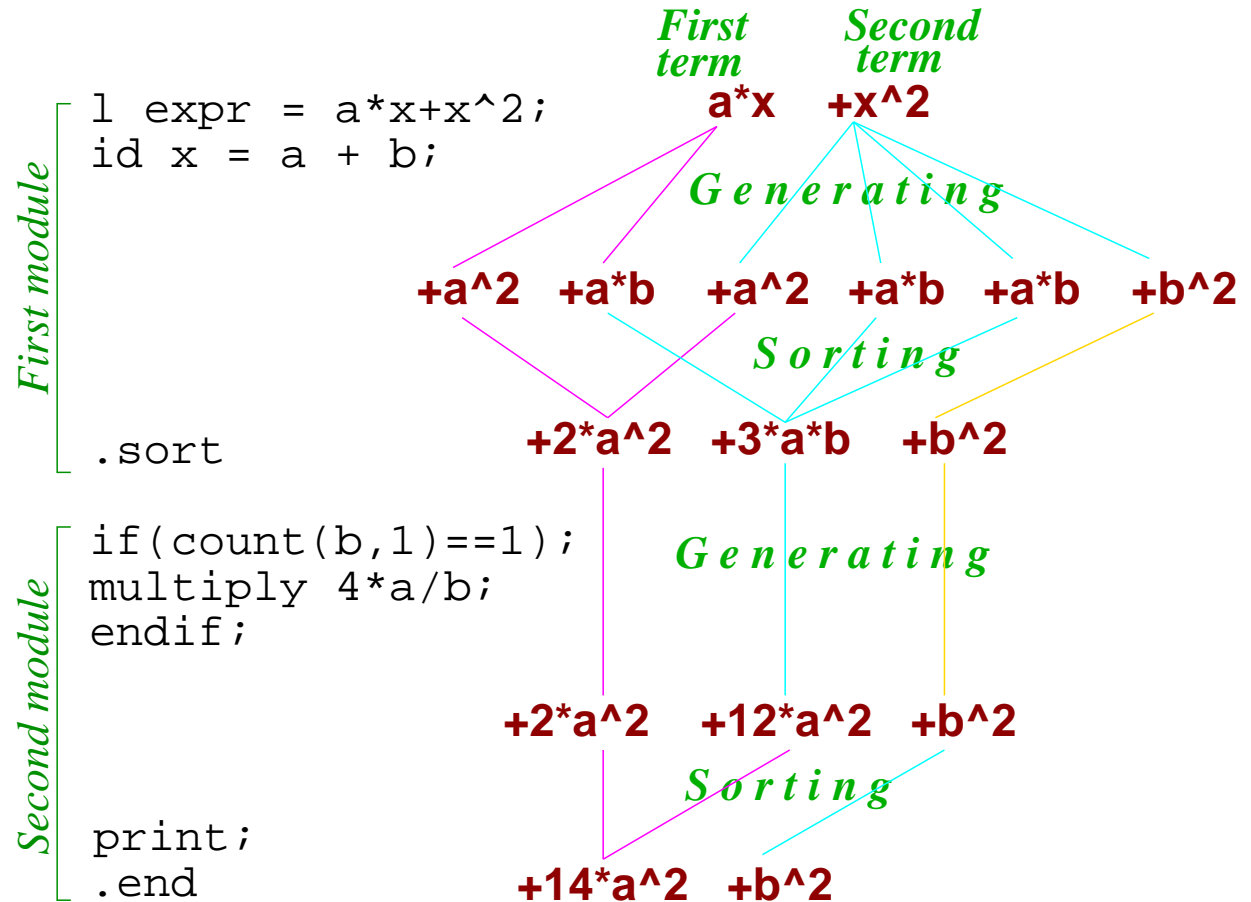 First Second
term term
l expr = a*x+x^2; a*x +x^2
id x = a + b;
Generating
First module
+a^2 +a*b +a^2 +a*b +a*b +b^2
Sorting
.sort +2*a^2 +3*a*b +b^2
if(count(b,1)==1); Generating
multiply 4*a/b;
endif;
Second module
+2*a^2 +12*a^2 +b^2
Sorting
print;
.end +14*a^2 +b^2